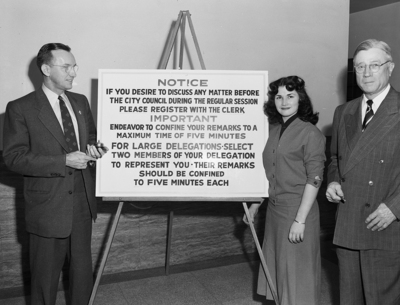 NOTICE
IF YOU DESIRE TO DISCUSS ANY MATTER BEFORE
THE CITY COUNCIL DURING THE REGULAR SESSION
PLEASE REGISTER WITH THE CLERK
IMPORTANT
ENDEAVOR TO CONFINE YOUR REMARKS TO A
MAXIMUM TIME OF FIVE MINUTES
FOR LARGE DELEGATIONS·SELECT
TWO MEMBERS OF YOUR DELEGATION
TO REPRESENT YOU·THEIR REMARKS
SHOULD BE CONFINED
TO FIVE MINUTES EACH